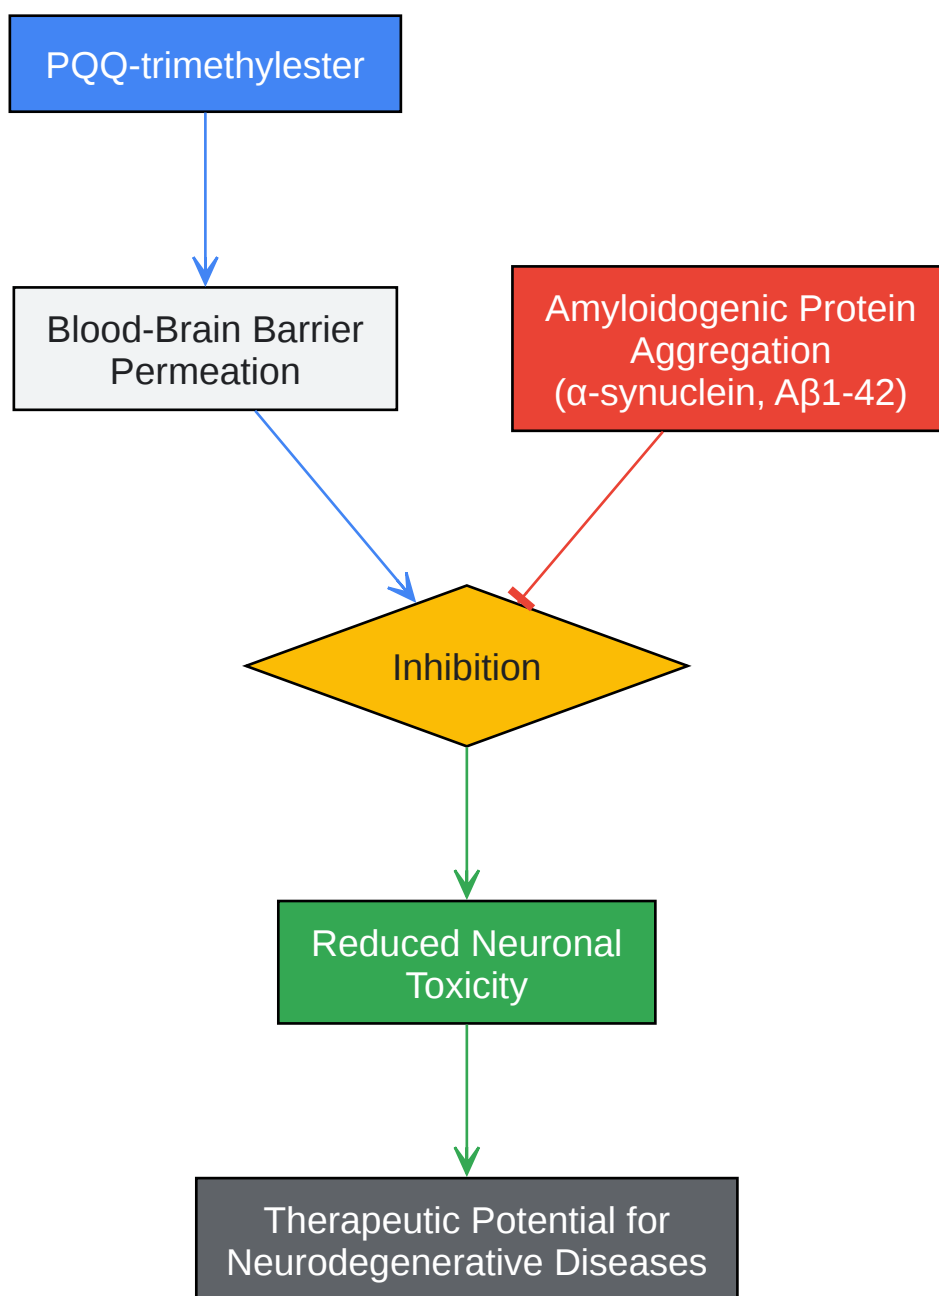 PQQ-trimethylester
Blood-Brain Barrier
Permeation
Amyloidogenic Protein
Aggregation
(α-synuclein, Aβ1-42)
Inhibition
Reduced Neuronal
Toxicity
Therapeutic Potential for
Neurodegenerative Diseases